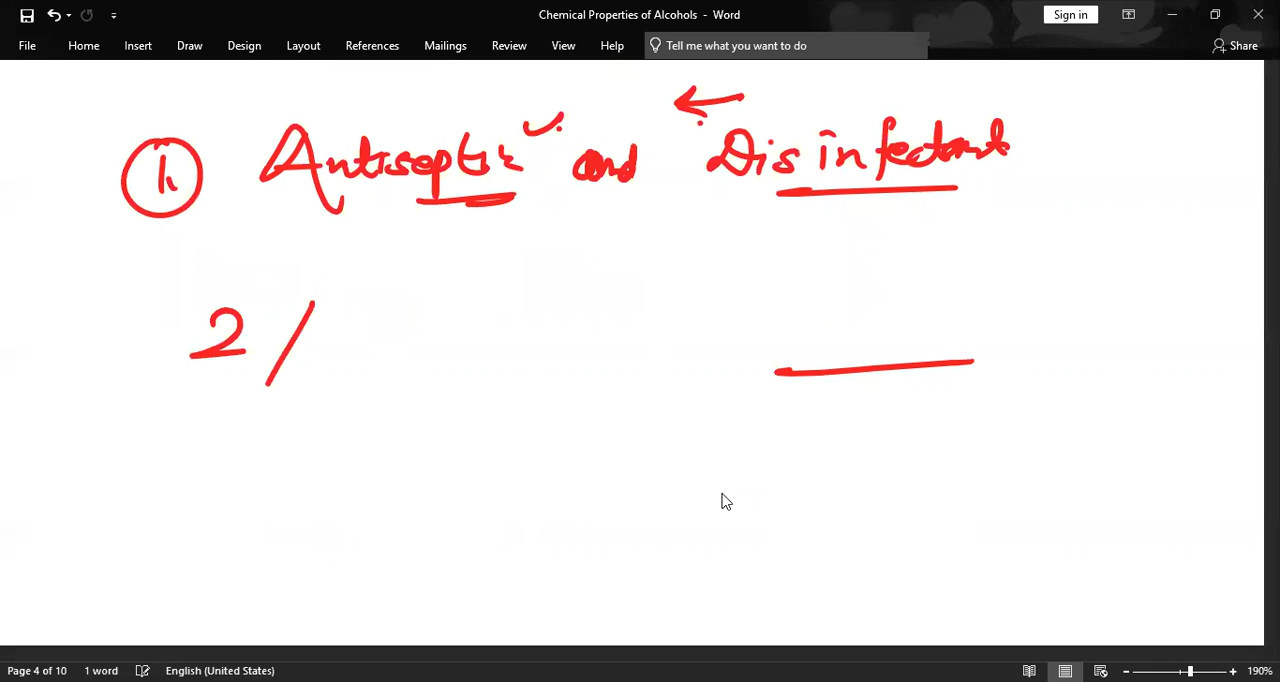 Chemical Properties of Alcohols - Word
Sign in
File Home Insert Draw Design Layout References Mailings Review View Help Tell me what you want to do Share
1 Antiseptic and Disinfectant
2/
Page 4 of 10 1 word English (United States) 190%